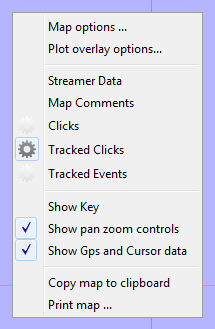 Map options ...
Plot overlay options...
Streamer Data
Map Comments
Clicks
Tracked Clicks
Tracked Events
Show Key
Show pan zoom controls
Show Gps and Cursor data
Copy map to clipboard
Print map ...